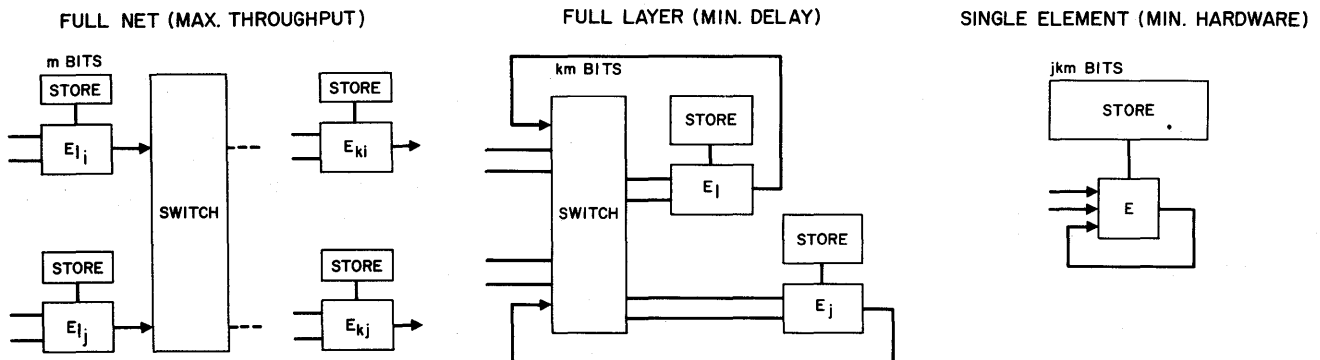 FULL NET (MAX. THROUGHPUT)
m BITS
STORE
E1i
SWITCH
STORE
Eki
STORE
E1j
STORE
Ekj
FULL LAYER (MIN. DELAY)
km BITS
SWITCH
STORE
E1
STORE
Ej
SINGLE ELEMENT (MIN. HARDWARE)
jkm BITS
STORE
E